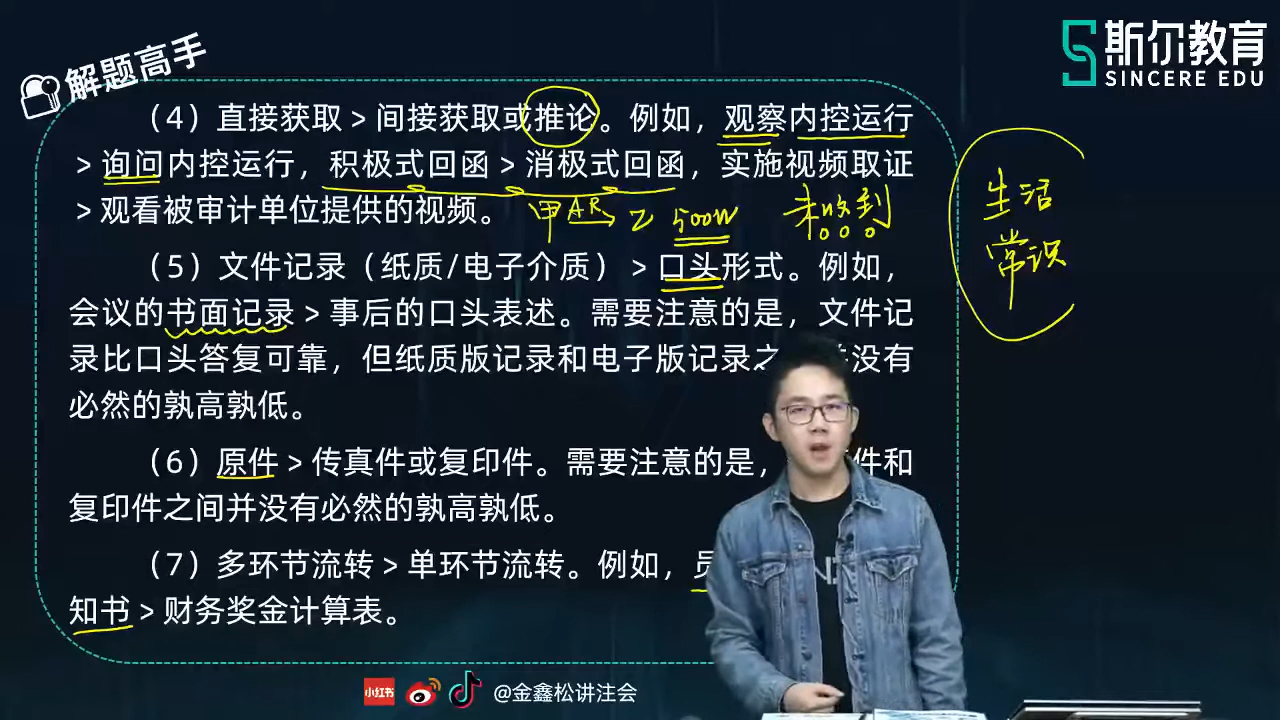 斯尔教育
SINCERE EDU
解题高手
（4）直接获取 > 间接获取或推论。例如，观察内控运行
> 询问内控运行，积极式回函 > 消极式回函，实施视频取证
> 观看被审计单位提供的视频。
甲 AR 乙 500W 未收到
生活
常识
（5）文件记录（纸质/电子介质）> 口头形式。例如，
会议的书面记录 > 事后的口头表述。需要注意的是，文件记
录比口头答复可靠，但纸质版记录和电子版记录之
没有
必然的孰高孰低。
（6）原件 > 传真件或复印件。需要注意的是，
件和
复印件之间并没有必然的孰高孰低。
（7）多环节流转 > 单环节流转。例如，
知书 > 财务奖金计算表。
小红书
@金鑫松讲注会